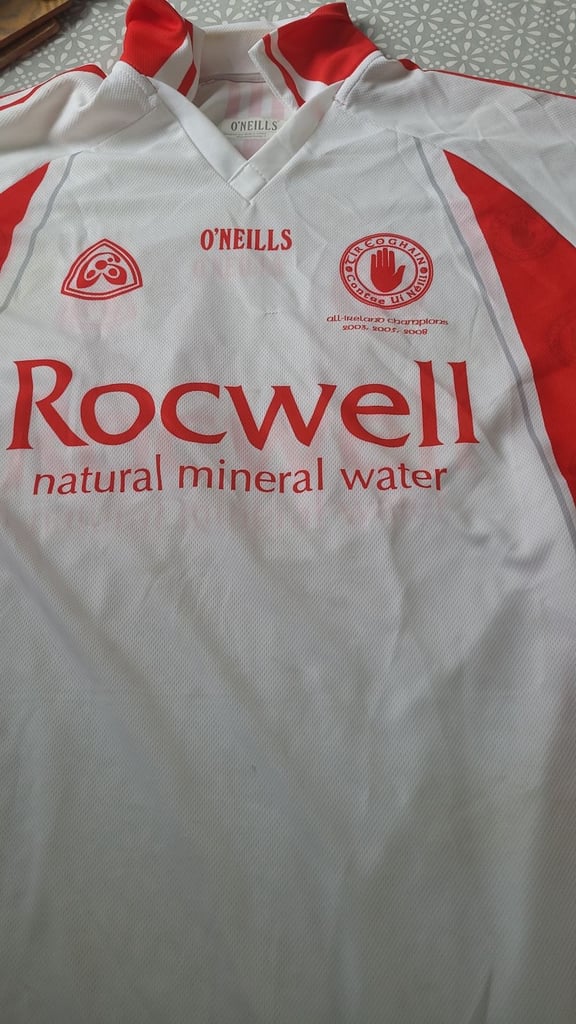 O'NEILLS
O'NEILLS
TÍR EOGHAIN
Contae Uí Néill
all-ireland champions
2003, 2005, 2008
Rocwell
natural mineral water